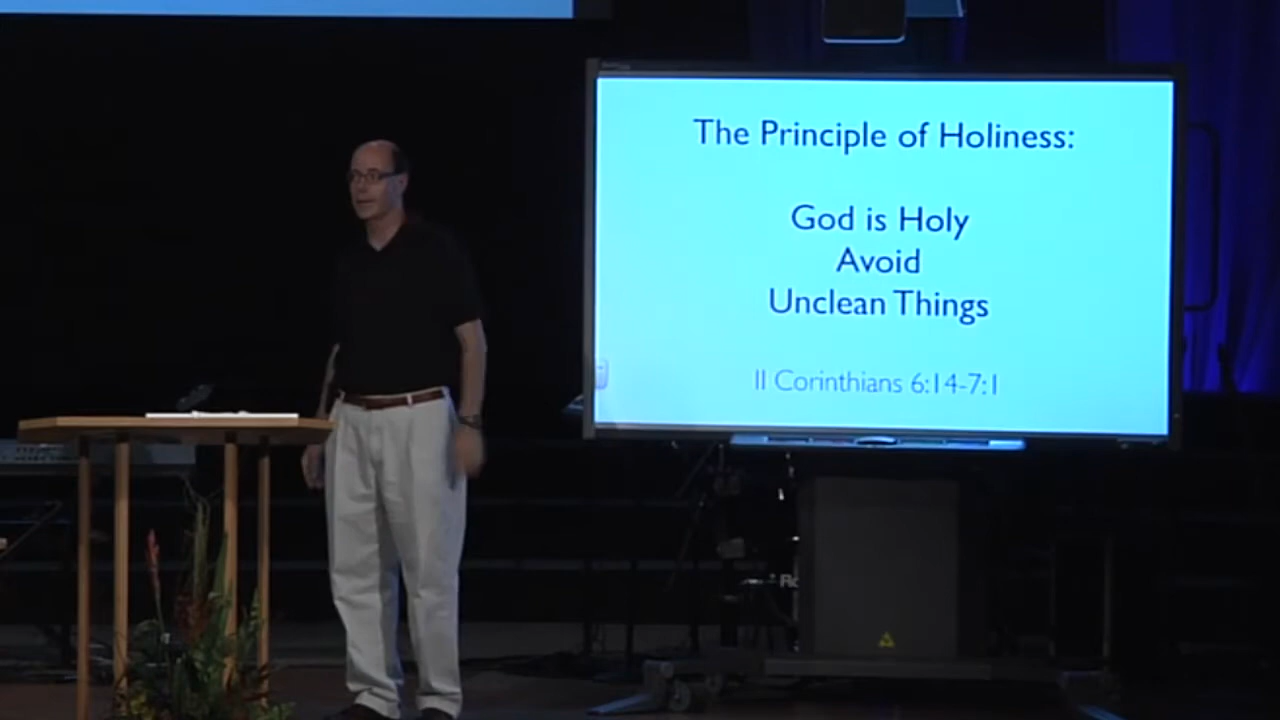 The Principle of Holiness:
God is Holy
Avoid
Unclean Things
II Corinthians 6:14-7:1